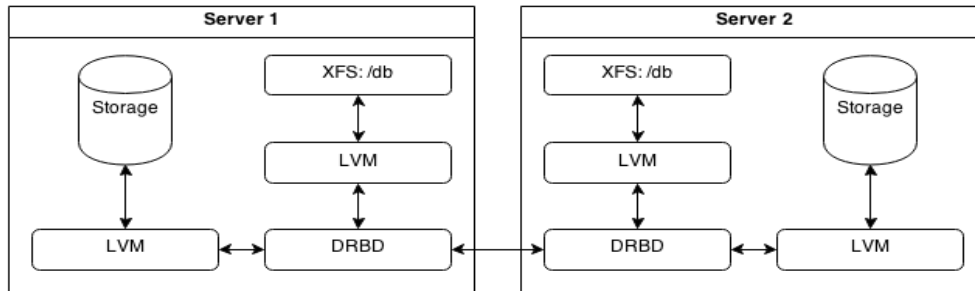 Server 1
Server 2
XFS: /db
XFS: /db
Storage
Storage
LVM
LVM
LVM
DRBD
DRBD
LVM